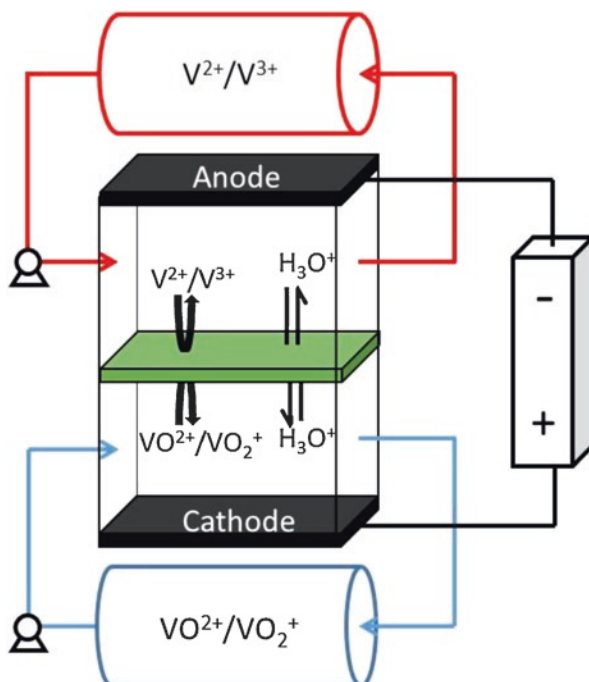 V²⁺/V³⁺
Anode
V²⁺/V³⁺
H₃O⁺
-
+
VO²⁺/VO₂⁺
H₃O⁺
Cathode
VO²⁺/VO₂⁺